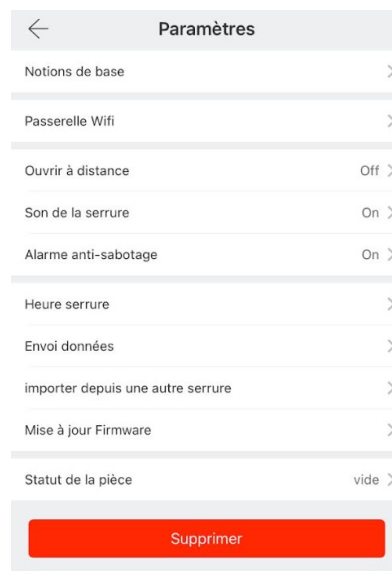 Paramètres
Notions de base
Passerelle Wifi
Ouvrir à distance Off
Son de la serrure On
Alarme anti-sabotage On
Heure serrure
Envoi données
importer depuis une autre serrure
Mise à jour Firmware
Statut de la pièce vide
Supprimer